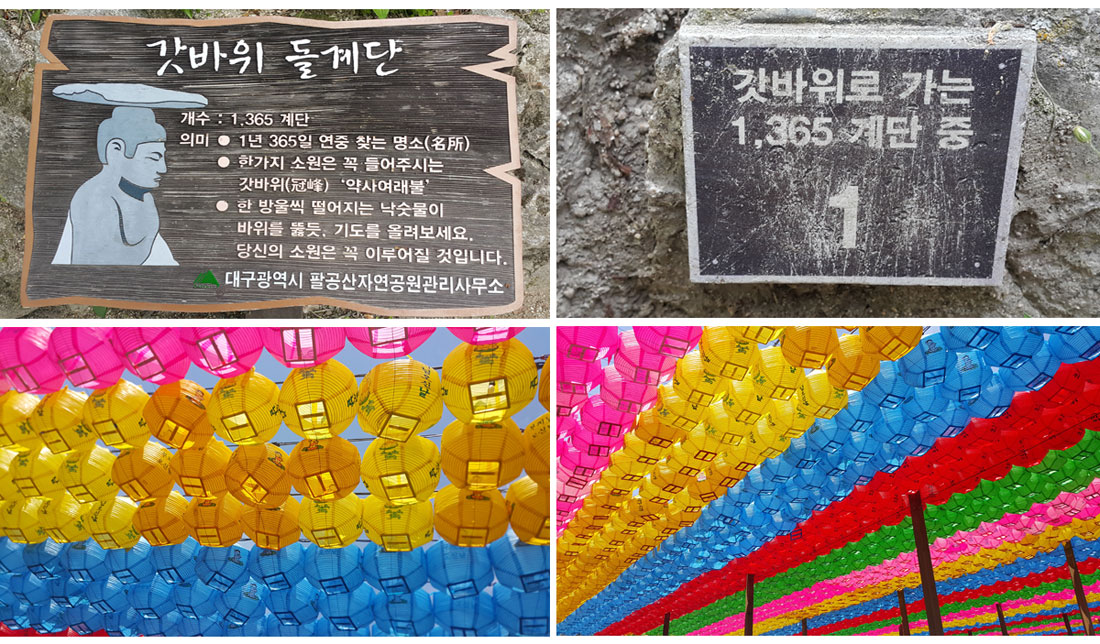 갓바위 돌계단
개수 : 1,365 계단
의미 ● 1년 365일 연중 찾는 명소(名所)
● 한가지 소원은 꼭 들어주시는
갓바위(冠峰) '약사여래불'
● 한 방울씩 떨어지는 낙숫물이
바위를 뚫듯, 기도를 올려보세요.
당신의 소원은 꼭 이루어질 것입니다.
대구광역시 팔공산자연공원관리사무소
갓바위로 가는
1,365 계단 중
1